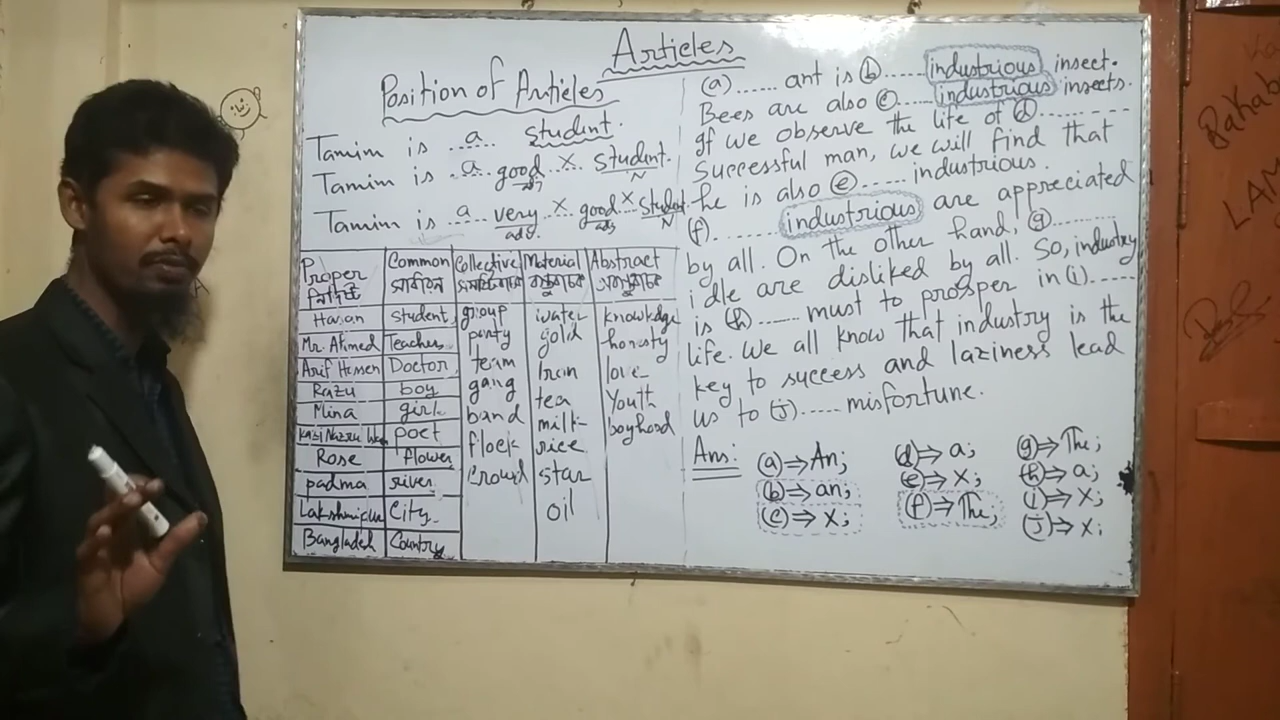 Articles
Position of Articles
Tamim is ..a.. student.
Tamim is ..a.. good ..x.. student.
adj N
Tamim is ..a.. very ..x.. good x student
adv. adj N
Proper Common Collective Material Abstract
Hasan student group water knowledge
Mr. Ahmed Teacher party gold honesty
Arif Hossen Doctor team Iron love
Razu boy gang tea Youth
Mina girl band milk boyhood
poet flock rice
Rose flower crowd star
padma river oil
City
Bangladesh Country
(a) ...... ant is (b) ...... industrious insect.
Bees are also (c) ...... industrious insects.
If we observe the life of (d) ......
Successful man, we will find that
he is also (e) ...... industrious.
(f) ...... industrious are appreciated
by all. On the other hand, (g) ......
idle are disliked by all. So, industry
is (h) ...... must to prosper in (i) ......
life. We all know that industry is the
key to success and laziness lead
us to (j) ...... misfortune.
Ans:
(a) ⇒ An; (d) ⇒ a; (g) ⇒ The;
(b) ⇒ an; (e) ⇒ x; (h) ⇒ a;
(c) ⇒ x; (f) ⇒ The; (i) ⇒ x;
(j) ⇒ x;